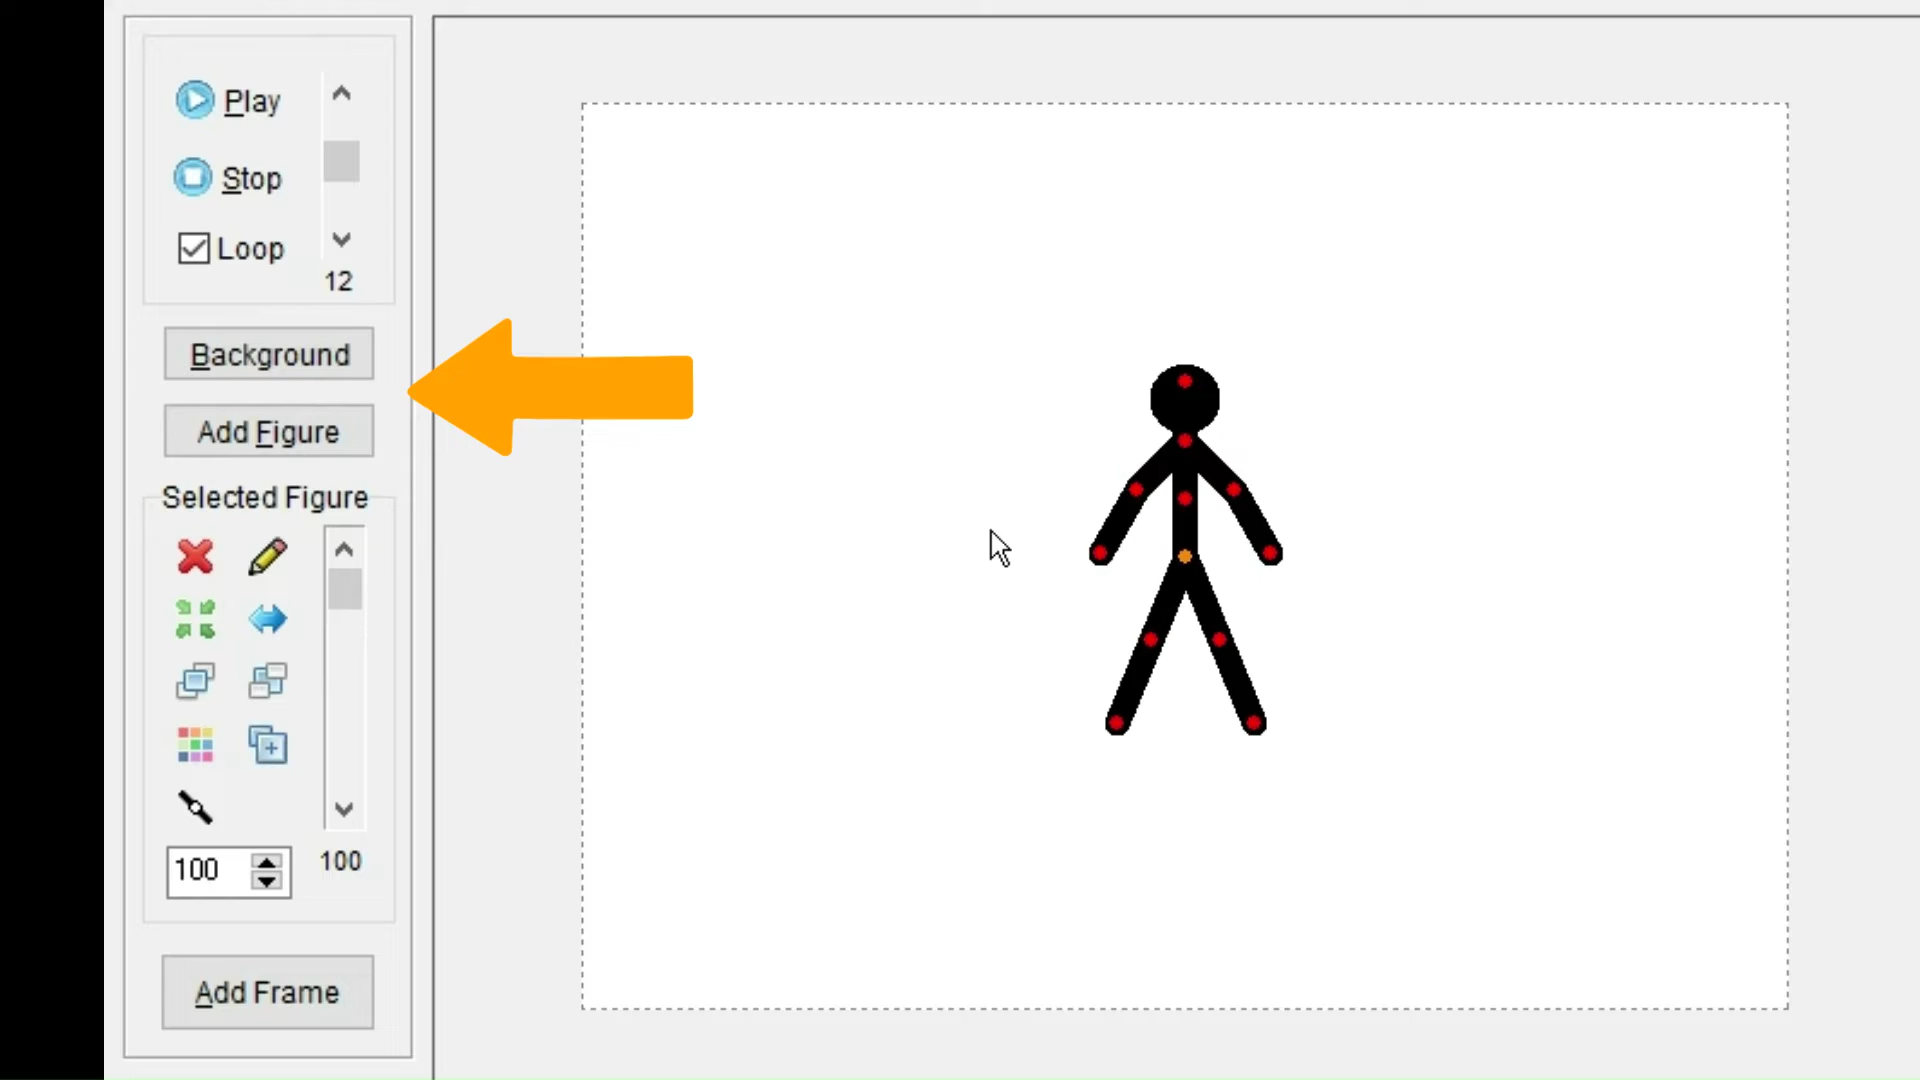 Play
Stop
Loop
12
Background
Add Figure
Selected Figure
100
100
Add Frame